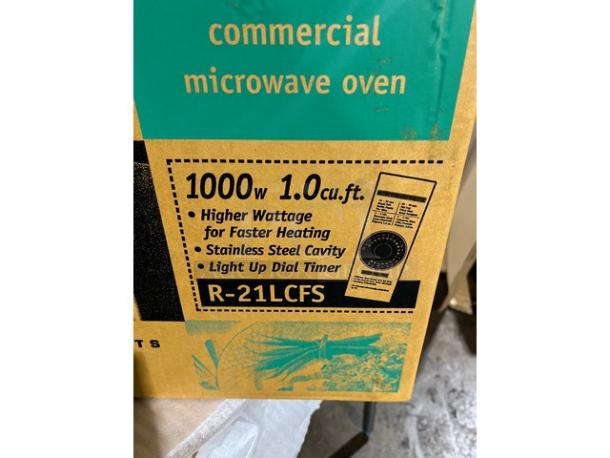 commercial
microwave oven
1000w 1.0cu.ft.
• Higher Wattage
for Faster Heating
• Stainless Steel Cavity
• Light Up Dial Timer
R-21LCFS
TS